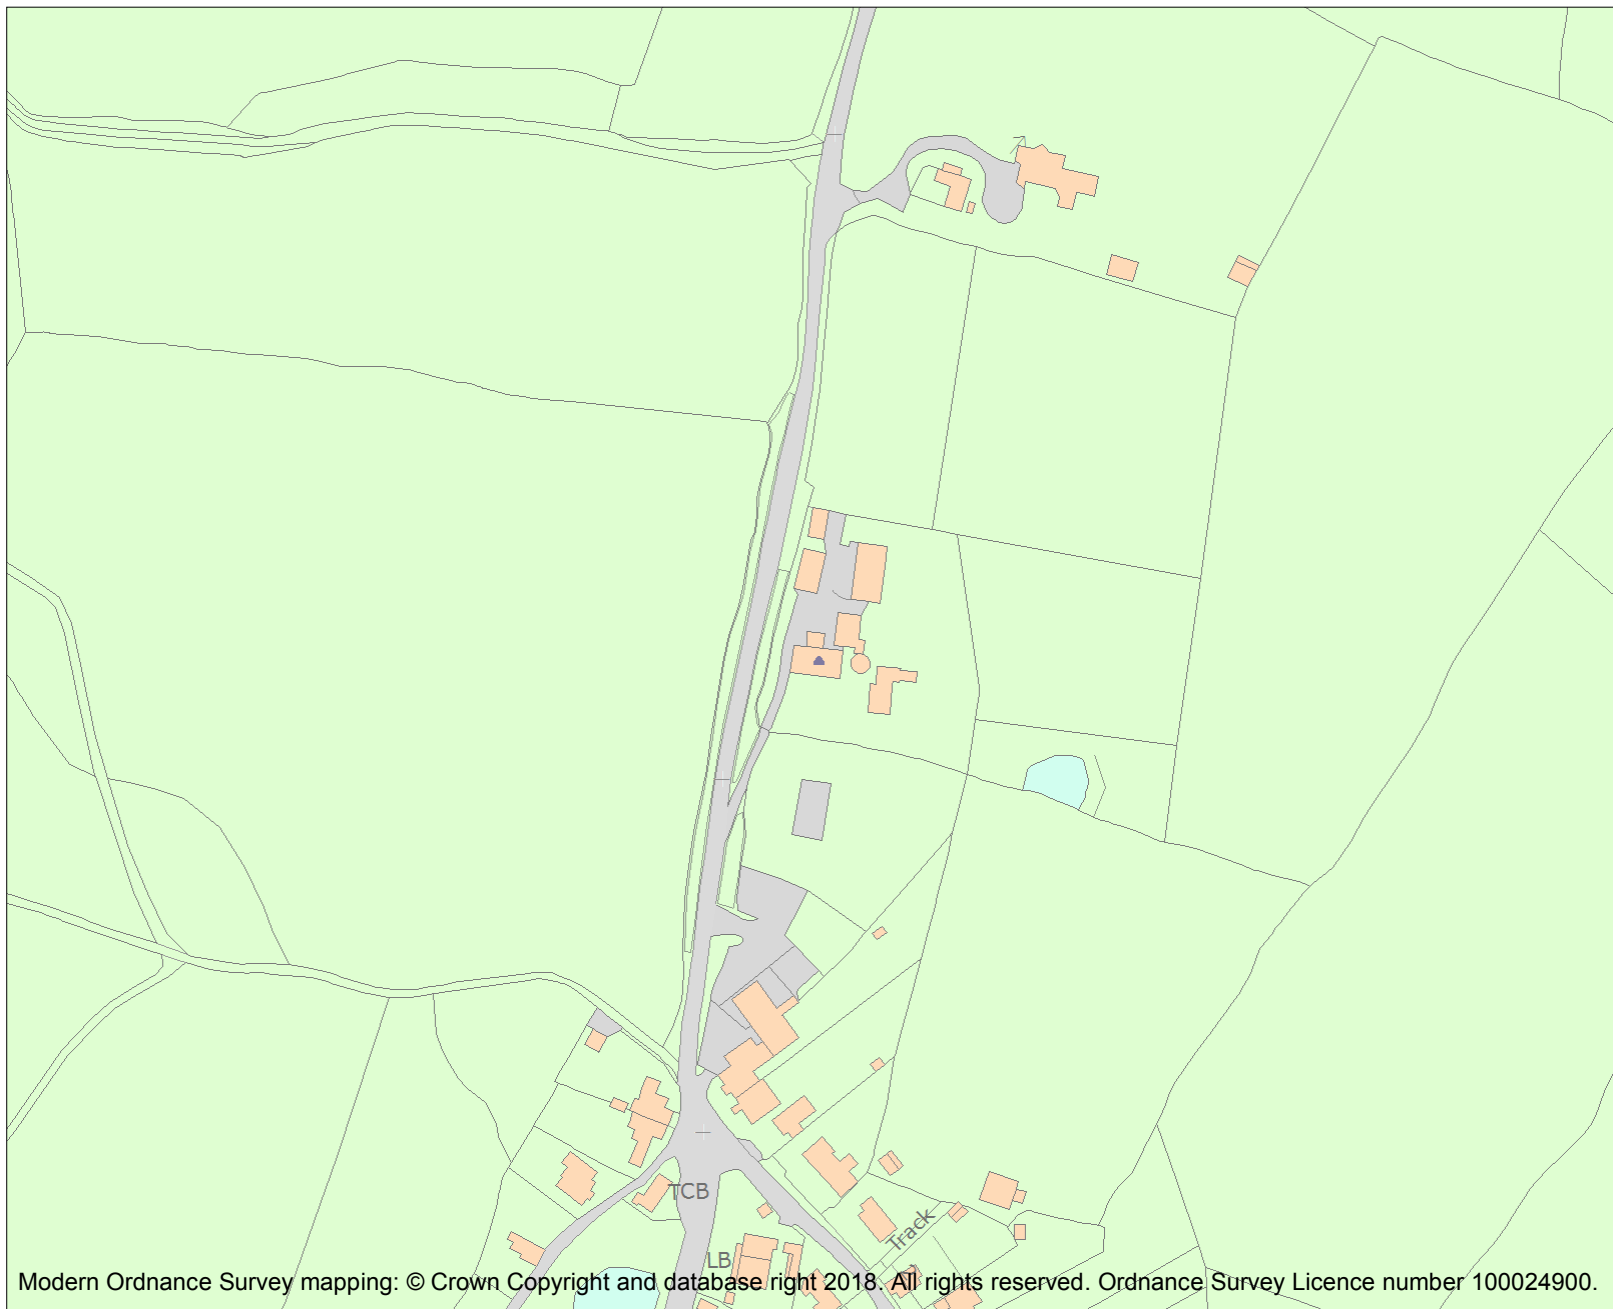 TCB
Track
LB
Modern Ordnance Survey mapping: © Crown Copyright and database right 2018. All rights reserved. Ordnance Survey Licence number 100024900.